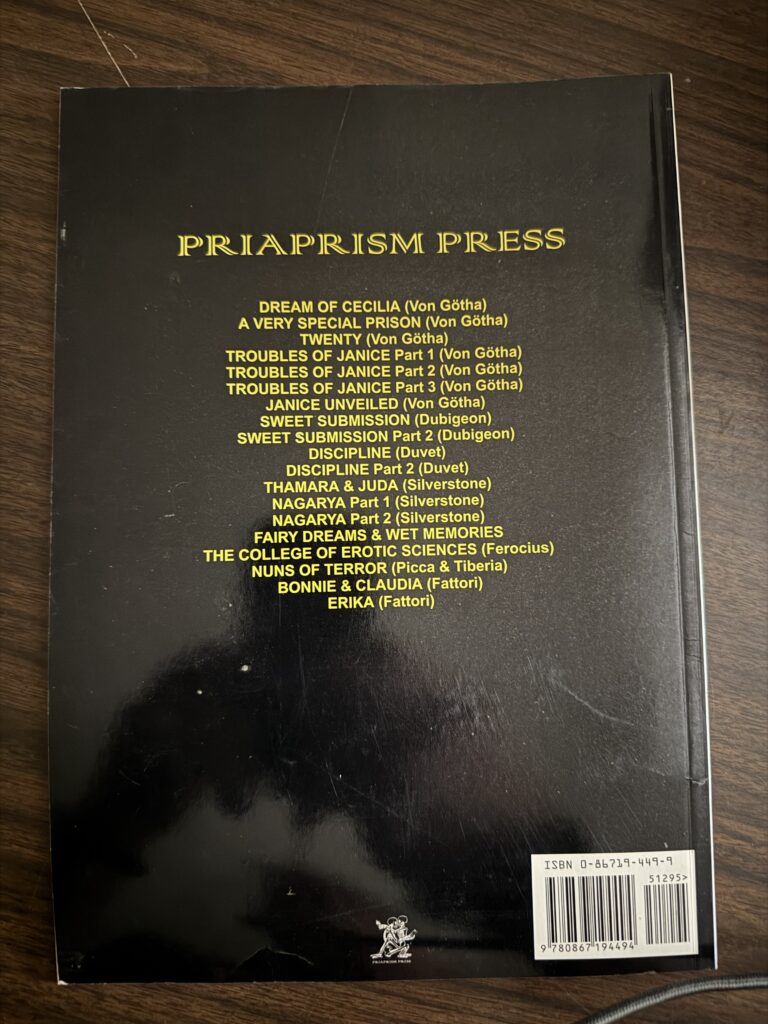 PRIAPRISM PRESS
DREAM OF CECILIA (Von Götha)
A VERY SPECIAL PRISON (Von Götha)
TWENTY (Von Götha)
TROUBLES OF JANICE Part 1 (Von Götha)
TROUBLES OF JANICE Part 2 (Von Götha)
TROUBLES OF JANICE Part 3 (Von Götha)
JANICE UNVEILED (Von Götha)
SWEET SUBMISSION (Dubigeon)
SWEET SUBMISSION Part 2 (Dubigeon)
DISCIPLINE (Duvet)
DISCIPLINE Part 2 (Duvet)
THAMARA & JUDA (Silverstone)
NAGARYA Part 1 (Silverstone)
NAGARYA Part 2 (Silverstone)
FAIRY DREAMS & WET MEMORIES
THE COLLEGE OF EROTIC SCIENCES (Ferocius)
NUNS OF TERROR (Picca & Tiberia)
BONNIE & CLAUDIA (Fattori)
ERIKA (Fattori)
ISBN 0-86719-449-9
51295>
9 780867 194494
PRIAPRISM PRESS